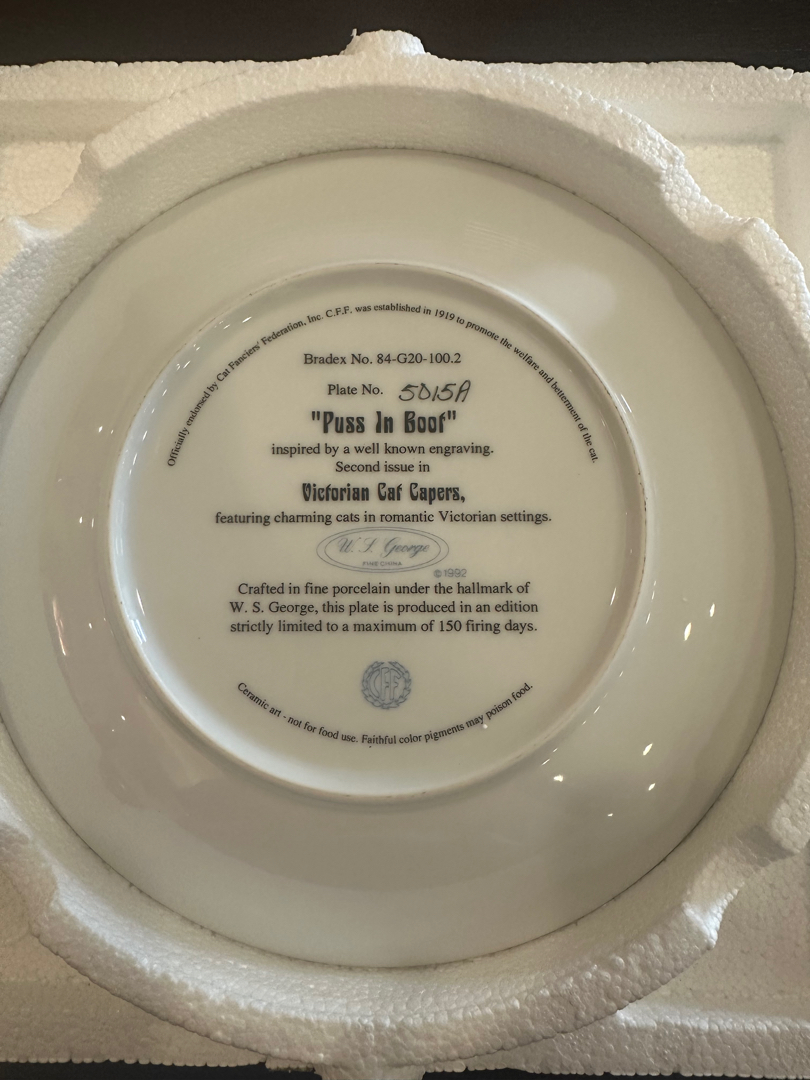 Officially endorsed by Cat Fanciers' Federation, Inc. C.F.F. was established in 1919 to promote the welfare and betterment of the cat.
Bradex No. 84-G20-100.2
Plate No. 5015A
"Puss In Boot"
inspired by a well known engraving.
Second issue in
Victorian Cat Capers,
featuring charming cats in romantic Victorian settings.
W. S. George
FINE CHINA
©1992
Crafted in fine porcelain under the hallmark of
W. S. George, this plate is produced in an edition
strictly limited to a maximum of 150 firing days.
CFF
Ceramic art - not for food use. Faithful color pigments may poison food.